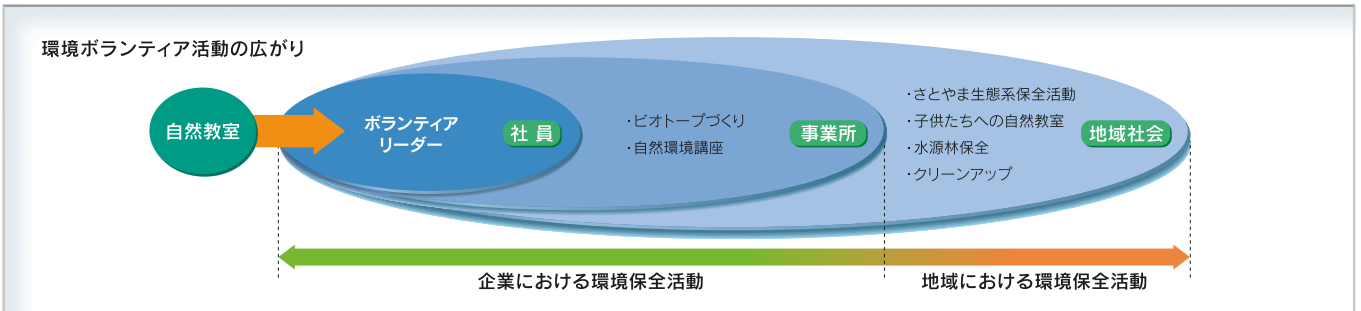 環境ボランティア活動の広がり
自然教室
ボランティア
リーダー
社 員
・ビオトープづくり
・自然環境講座
事業所
・さとやま生態系保全活動
・子供たちへの自然教室
・水源林保全
・クリーンアップ
地域社会
企業における環境保全活動
地域における環境保全活動